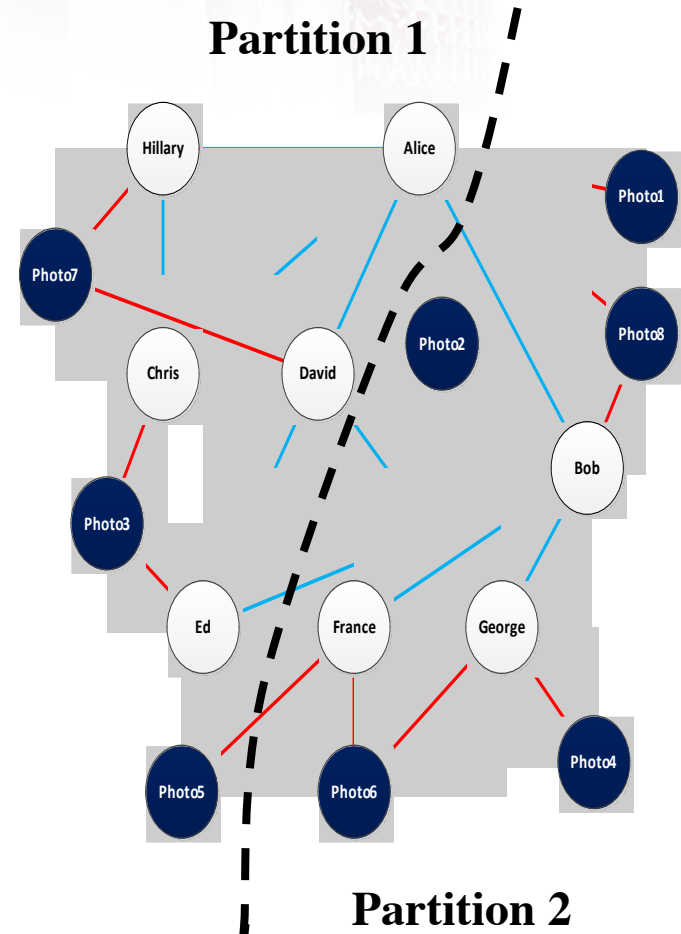 Partition 1
Hillary
Alice
Photo1
Photo7
Photo8
Photo2
Chris
David
Bob
Photo3
Ed
France
George
Photo4
Photo5
Photo6
Partition 2